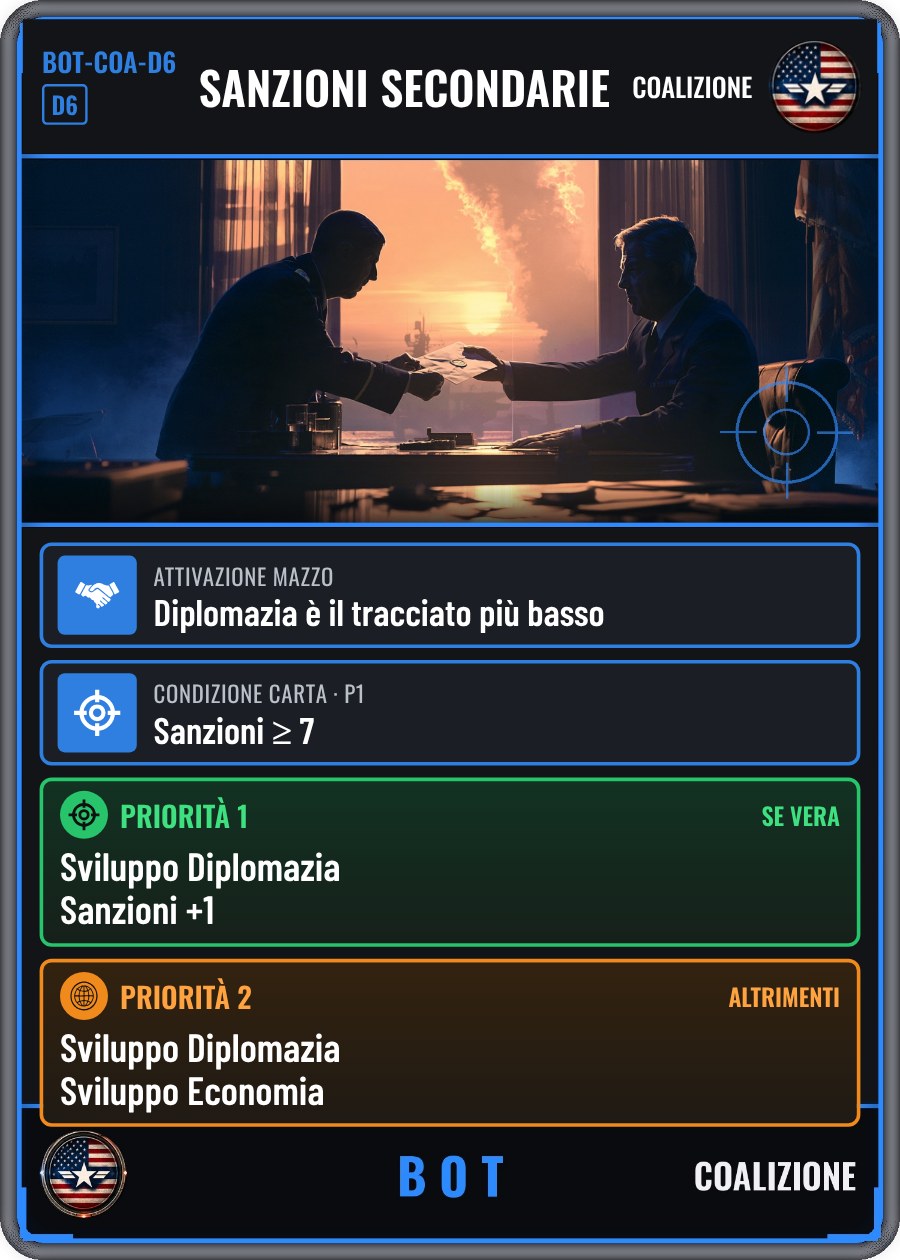 BOT-COA-D6
D6
SANZIONI SECONDARIE
COALIZIONE
ATTIVAZIONE MAZZO
Diplomazia è il tracciato più basso
CONDIZIONE CARTA · P1
Sanzioni ≥ 7
PRIORITÀ 1
SE VERA
Sviluppo Diplomazia
Sanzioni +1
PRIORITÀ 2
ALTRIMENTI
Sviluppo Diplomazia
Sviluppo Economia
BOT
COALIZIONE